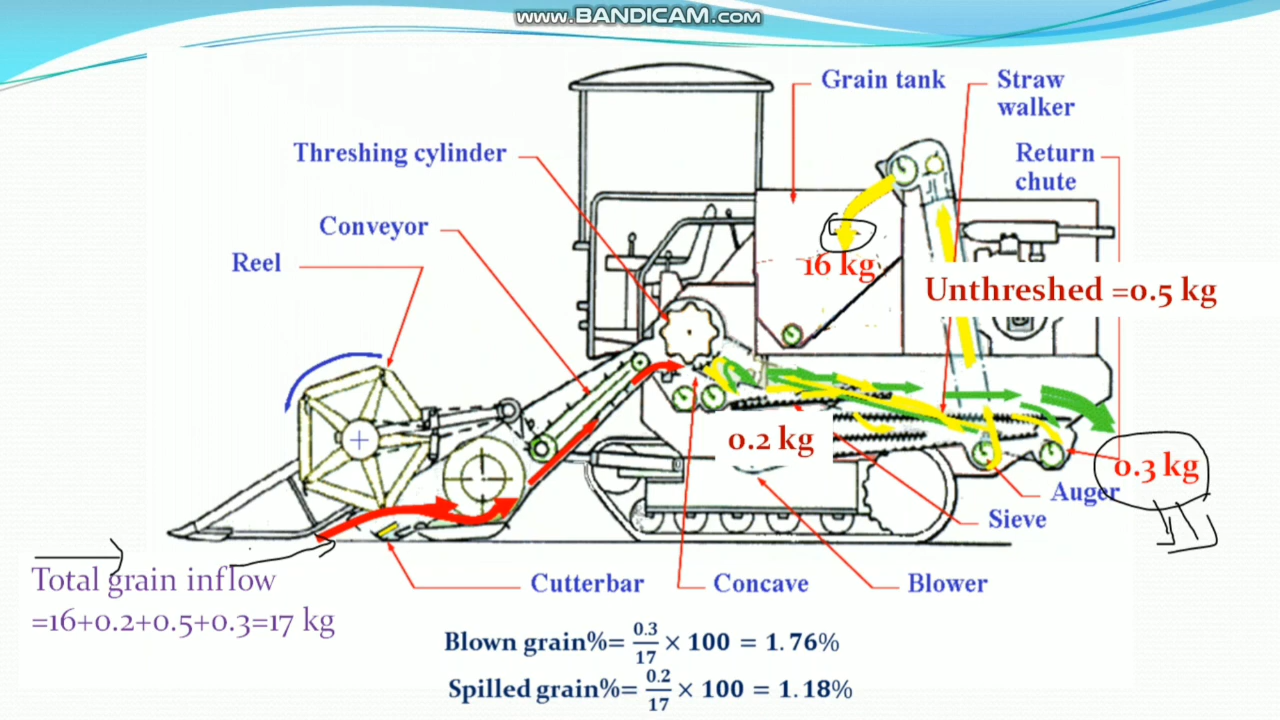 www.BANDICAM.com
Grain tank
Straw
walker
Threshing cylinder
Return
chute
Conveyor
Reel
16 kg
Unthreshed =0.5 kg
0.2 kg
0.3 kg
Auger
Sieve
Total grain inflow
=16+0.2+0.5+0.3=17 kg
Cutterbar
Concave
Blower
Blown grain%= 0.3/17 × 100 = 1.76%
Spilled grain%= 0.2/17 × 100 = 1.18%